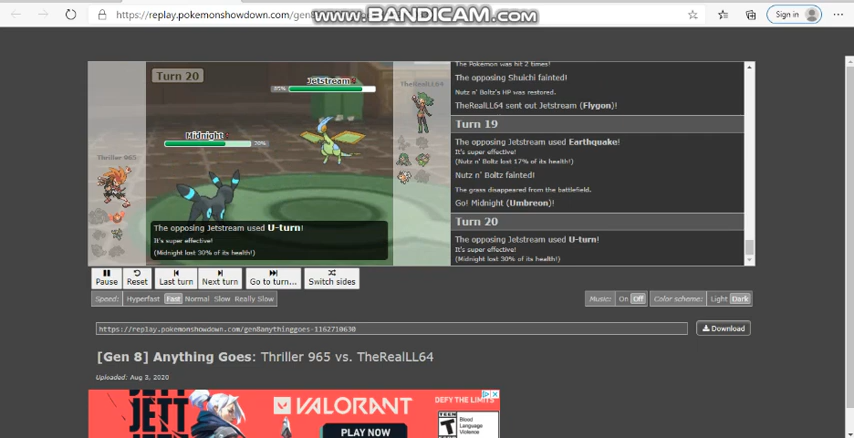 https://replay.pokemonshowdown.com/gen8
www.BANDICAM.com
Sign in
Turn 20
Jetstream
85%
TheRealLL64
Midnight
70%
Thriller 965
The opposing Jetstream used U-turn!
It's super effective!
(Midnight lost 30% of its health!)
The Pokemon was hit 2 times!
The opposing Shuichi fainted!
Nutz n' Boltz's HP was restored.
TheRealLL64 sent out Jetstream (Flygon)!
Turn 19
The opposing Jetstream used Earthquake!
It's super effective!
(Nutz n' Boltz lost 17% of its health!)
Nutz n' Boltz fainted!
The grass disappeared from the battlefield.
Go! Midnight (Umbreon)!
Turn 20
The opposing Jetstream used U-turn!
It's super effective!
(Midnight lost 30% of its health!)
Pause Reset Last turn Next turn Go to turn... Switch sides
Speed: Hyperfast Fast Normal Slow Really Slow
Music: On Off Color scheme: Light Dark
https://replay.pokemonshowdown.com/gen8anythinggoes-1162710630
Download
[Gen 8] Anything Goes: Thriller 965 vs. TheRealLL64
Uploaded: Aug 3, 2020
JETT
VALORANT
PLAY NOW
DEFY THE LIMITS
TEEN
T
Blood
Language
Violence